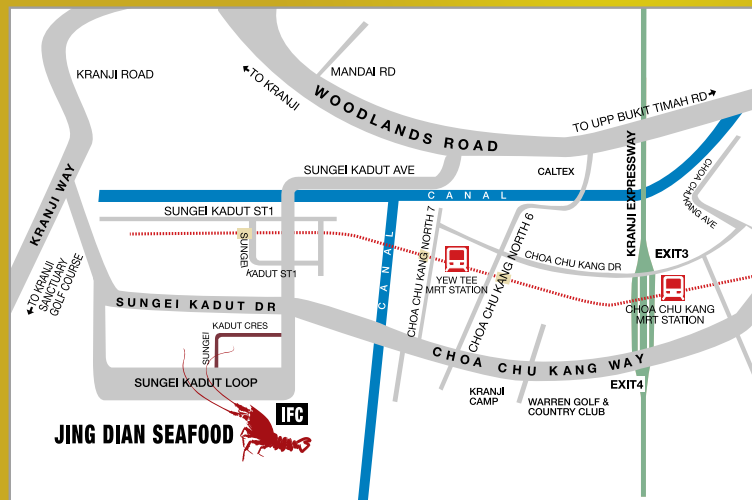 KRANJI ROAD
TO KRANJI
MANDAI RD
WOODLANDS ROAD
TO UPP BUKIT TIMAH RD
SUNGEI KADUT AVE
CALTEX
KRANJI EXPRESSWAY
CHOA CHU
KANG AVE
CANAL
KRANJI WAY
SUNGEI KADUT ST1
CANAL
CHOA CHU KANG NORTH 7
CHOA CHU KANG NORTH 6
SUNGEI
KADUT ST1
CHOA CHU KANG DR
EXIT3
YEW TEE
MRT STATION
TO KRANJI
SANCTUARY
GOLF COURSE
SUNGEI KADUT DR
CHOA CHU KANG
MRT STATION
KADUT CRES
SUNGEI
CHOA CHU KANG WAY
SUNGEI KADUT LOOP
EXIT4
KRANJI
CAMP
WARREN GOLF &
COUNTRY CLUB
IFC
JING DIAN SEAFOOD